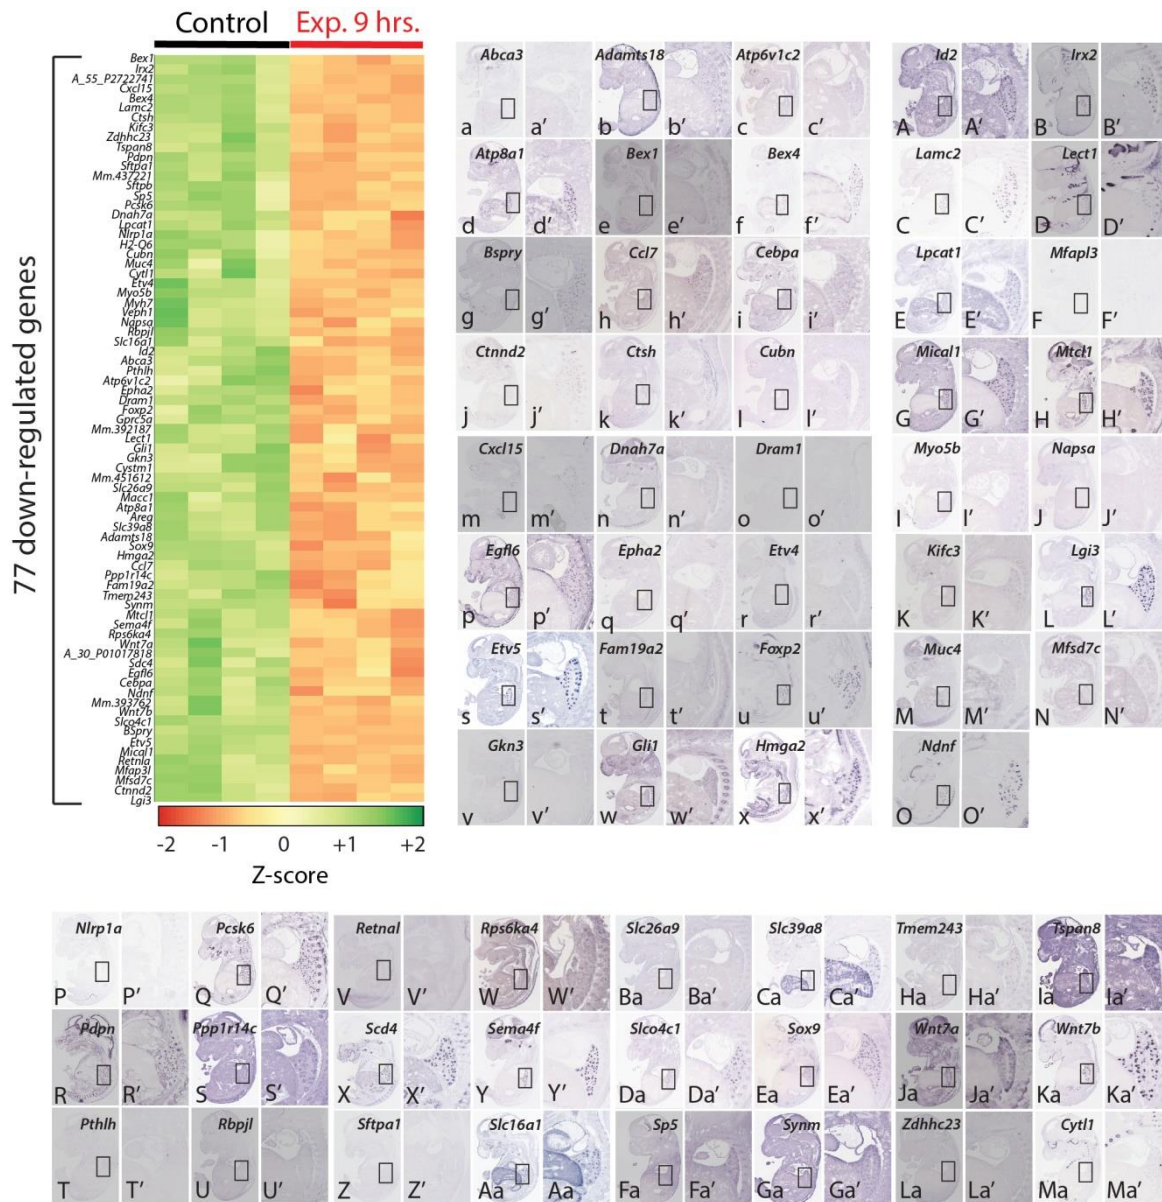 Control Exp. 9 hrs.
77 down-regulated genes
Bex1
Irx2
A_55_P2722741
Cxcl15
Bex4
Lamc2
Ctsh
Kifc3
Zdhhc23
Tspan8
Pdpn
Sftpa1
Mm.437221
Sftpb
Sp5
Pcsk6
Dnah7a
Lpcat1
Nlrp1a
H2-Q6
Cubn
Muc4
Cytl1
Etv4
Myo5b
Myh7
Veph1
Napsa
Rbpjl
Slc16a1
Id2
Abca3
Pthlh
Atp6v1c2
Epha2
Dram1
Foxp2
Gprc5a
Mm.392187
Lect1
Gli1
Gkn3
Cystm1
Mm.451612
Slc26a9
Macc1
Atp8a1
Areg
Slc39a8
Adamts18
Sox9
Hmga2
Ccl7
Ppp1r14c
Fam19a2
Tmem243
Synm
Mtcl1
Sema4f
Rps6ka4
Wnt7a
A_30_P01017818
Sdc4
Egfl6
Cebpa
Ndnf
Mm.393762
Wnt7b
Slco4c1
BSpry
Etv5
Mical1
Retnla
Mfap3l
Mfsd7c
Ctnnd2
Lgi3
-2 -1 0 +1 +2
Z-score
Abca3 Adamts18 Atp6v1c2
a a' b b' c c'
Atp8a1 Bex1 Bex4
d d' e e' f f'
Bspry Ccl7 Cebpa
g g' h h' i i'
Ctnnd2 Ctsh Cubn
j j' k k' l l'
Cxcl15 Dnah7a Dram1
m m' n n' o o'
Egfl6 Epha2 Etv4
p p' q q' r r'
Etv5 Fam19a2 Foxp2
s s' t t' u u'
Gkn3 Gli1 Hmga2
v v' w w' x x'
Id2 Irx2
A A' B B'
Lamc2 Lect1
C C' D D'
Lpcat1 Mfapl3
E E' F F'
Mical1 Mtcl1
G G' H H'
Myo5b Napsa
I I' J J'
Kifc3 Lgi3
K K' L L'
Muc4 Mfsd7c
M M' N N'
Ndnf
O O'
Nlrp1a Pcsk6 Retnal Rps6ka4 Slc26a9 Slc39a8 Tmem243 Tspan8
P P' Q Q' V V' W W' Ba Ba' Ca Ca' Ha Ha' Ia Ia'
Pdpn Ppp1r14c Scd4 Sema4f Slco4c1 Sox9 Wnt7a Wnt7b
R R' S S' X X' Y Y' Da Da' Ea Ea' Ja Ja' Ka Ka'
Pthlh Rbpjl Sftpa1 Slc16a1 Sp5 Synm Zdhhc23 Cytl1
T T' U U' Z Z' Aa Aa' Fa Fa' Ga Ga' La La' Ma Ma'